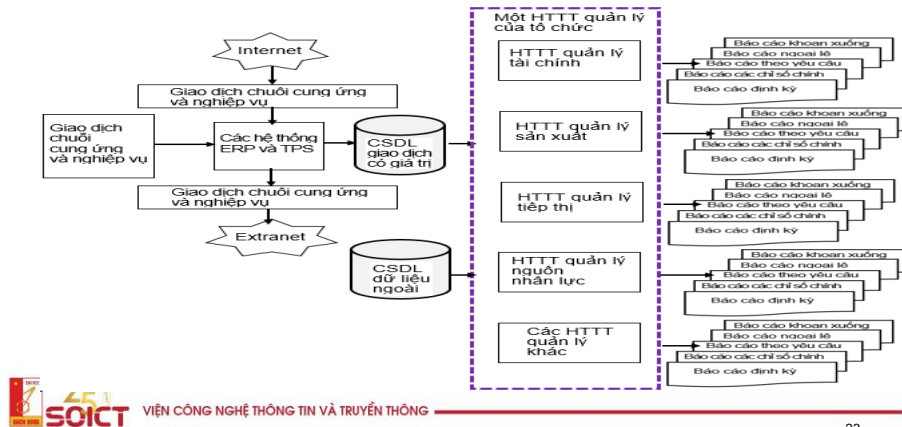 Internet
Giao dịch chuỗi cung ứng
và nghiệp vụ
Giao dịch
chuỗi
cung ứng
và nghiệp vụ
Các hệ thống
ERP và TPS
CSDL
giao dịch
có giá trị
Giao dịch chuỗi cung ứng
và nghiệp vụ
Extranet
CSDL
dữ liệu
ngoài
Một HTTT quản lý
của tổ chức
HTTT quản lý
tài chính
Báo cáo khoan xuống
Báo cáo ngoại lệ
Báo cáo theo yêu cầu
Báo cáo các chỉ số chính
Báo cáo định kỳ
HTTT quản lý
sản xuất
Báo cáo khoan xuống
Báo cáo ngoại lệ
Báo cáo theo yêu cầu
Báo cáo các chỉ số chính
Báo cáo định kỳ
HTTT quản lý
tiếp thị
Báo cáo khoan xuống
Báo cáo ngoại lệ
Báo cáo theo yêu cầu
Báo cáo các chỉ số chính
Báo cáo định kỳ
HTTT quản lý
nguồn
nhân lực
Báo cáo khoan xuống
Báo cáo ngoại lệ
Báo cáo theo yêu cầu
Báo cáo các chỉ số chính
Báo cáo định kỳ
Các HTTT
quản lý
khác
Báo cáo khoan xuống
Báo cáo ngoại lệ
Báo cáo theo yêu cầu
Báo cáo các chỉ số chính
Báo cáo định kỳ
ĐẠI HỌC
BÁCH KHOA
SOICT
VIỆN CÔNG NGHỆ THÔNG TIN VÀ TRUYỀN THÔNG